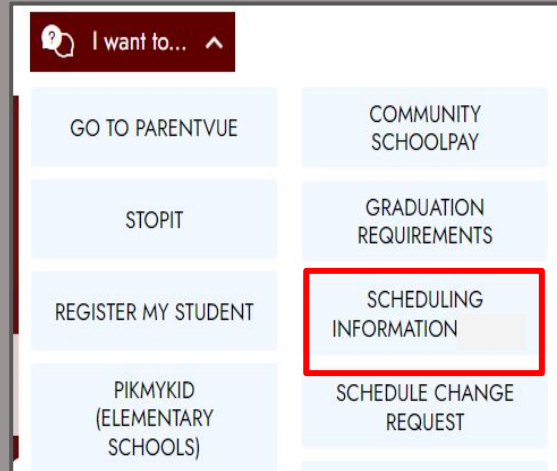 I want to...
GO TO PARENTVUE
COMMUNITY
SCHOOLPAY
STOPIT
GRADUATION
REQUIREMENTS
REGISTER MY STUDENT
SCHEDULING
INFORMATION
PIKMYKID
(ELEMENTARY
SCHOOLS)
SCHEDULE CHANGE
REQUEST